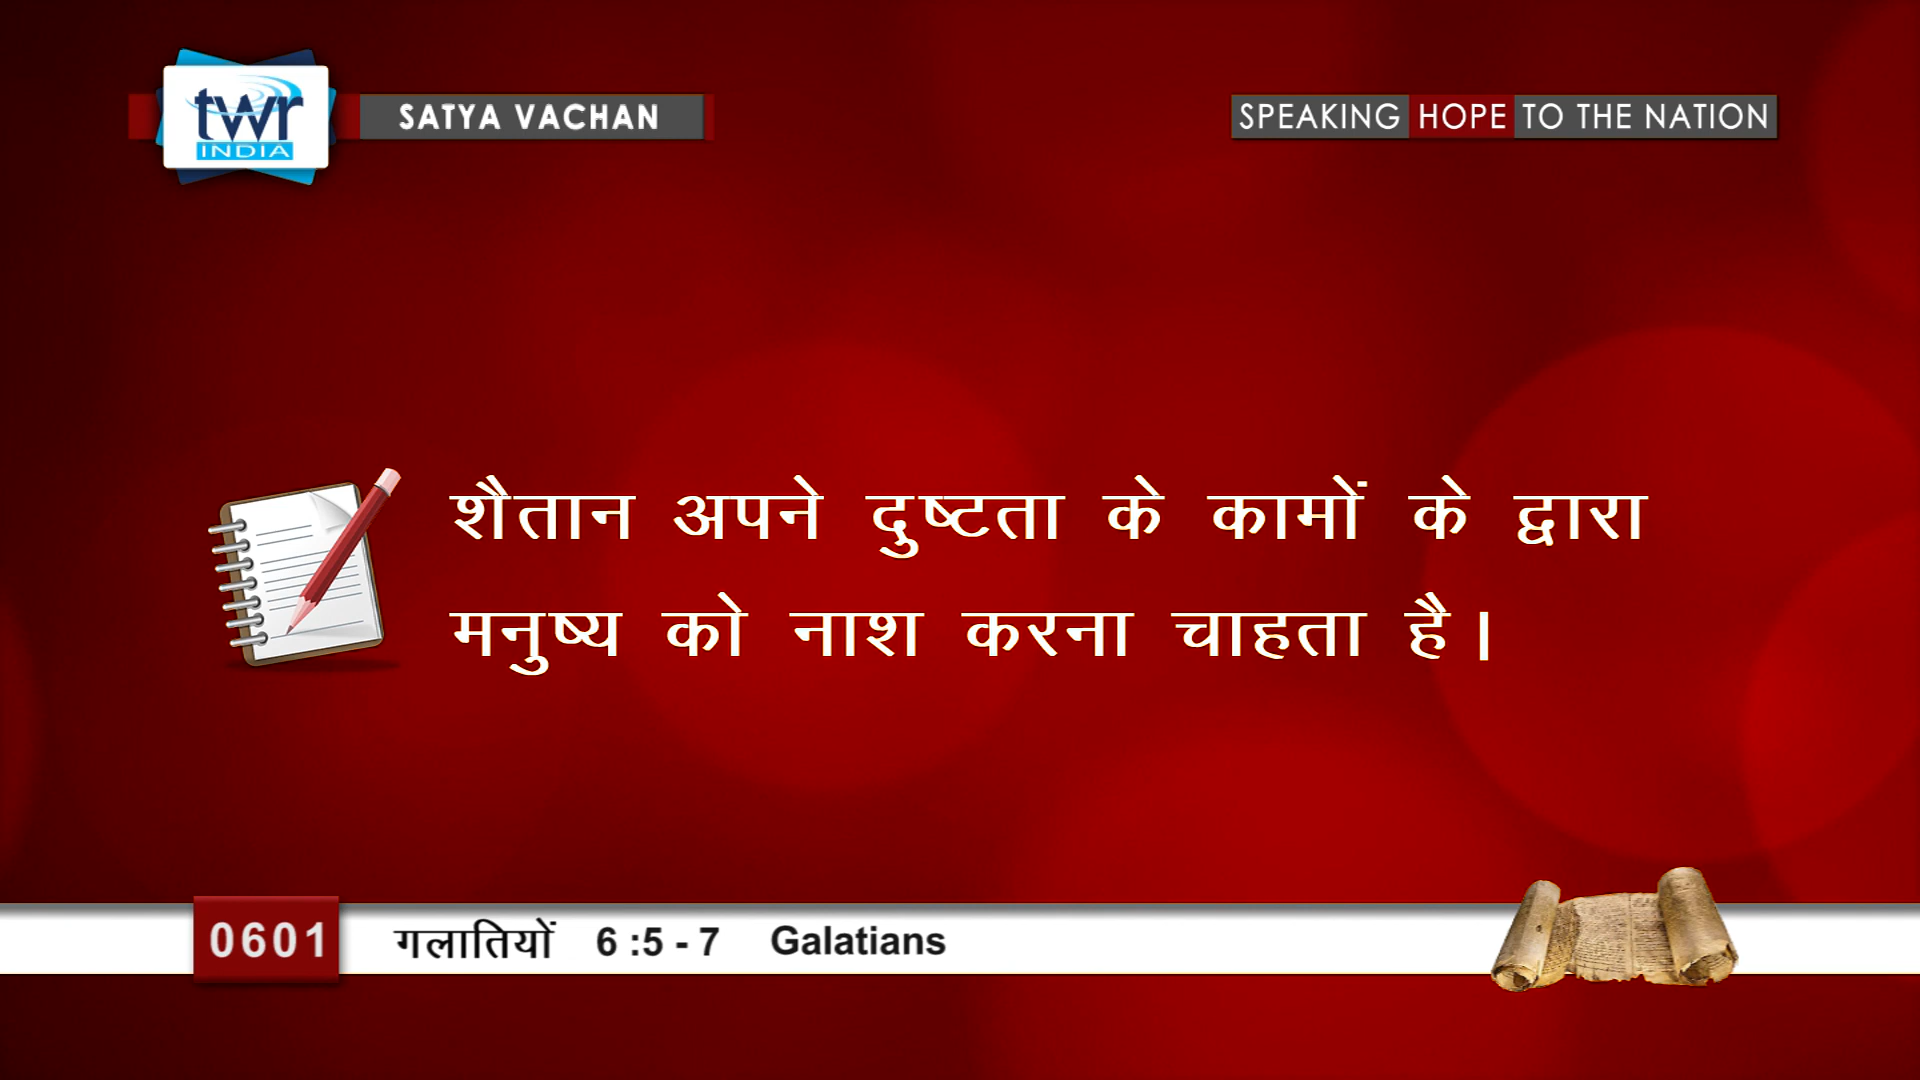 twr
INDIA
SATYA VACHAN
SPEAKING HOPE TO THE NATION
शैतान अपने दुष्टता के कामों के द्वारा
मनुष्य को नाश करना चाहता है।
0601 गलातियों 6 :5 - 7 Galatians